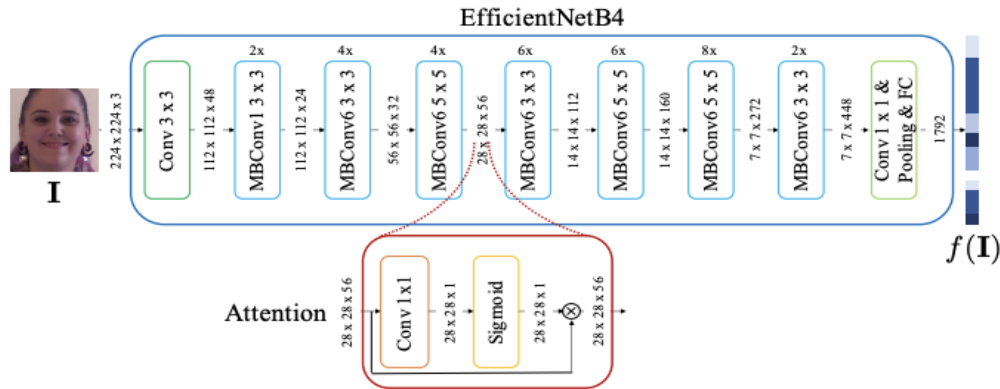 EfficientNetB4
2x
4x
4x
6x
6x
8x
2x
I
224 x 224 x 3
Conv 3 x 3
112 x 112 x 48
MBConv1 3 x 3
112 x 112 x 24
MBConv6 3 x 3
56 x 56 x 32
MBConv6 5 x 5
28 x 28 x 56
MBConv6 3 x 3
14 x 14 x 112
MBConv6 5 x 5
14 x 14 x 160
MBConv6 5 x 5
7 x 7 x 272
MBConv6 3 x 3
7 x 7 x 448
Conv 1 x 1 &
Pooling & FC
1792
f(I)
Attention
28 x 28 x 56
Conv 1x1
28 x 28 x 1
Sigmoid
28 x 28 x 1
28 x 28 x 56